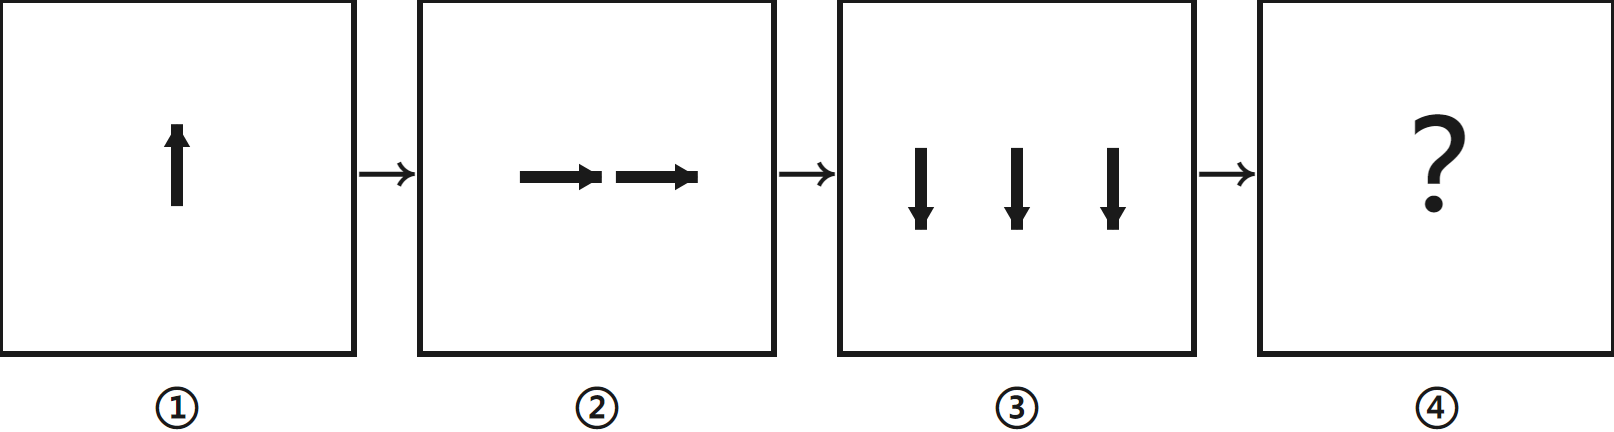 ?
① ② ③ ④